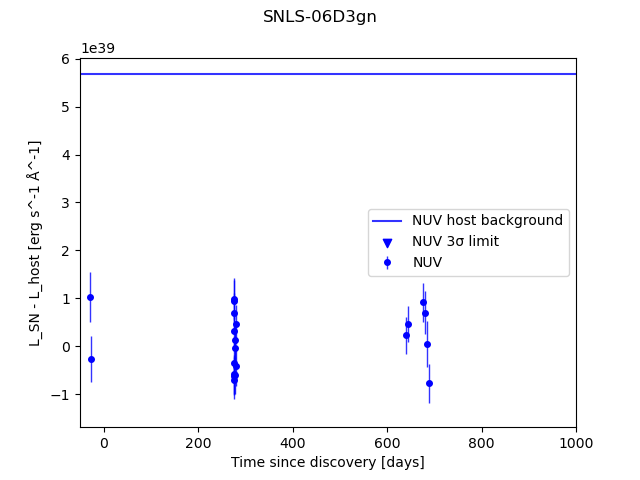 SNLS-06D3gn
1e39
6
5
4
3
2
1
0
−1
L_SN - L_host [erg s^-1 Å^-1]
NUV host background
NUV 3σ limit
NUV
0 200 400 600 800 1000
Time since discovery [days]